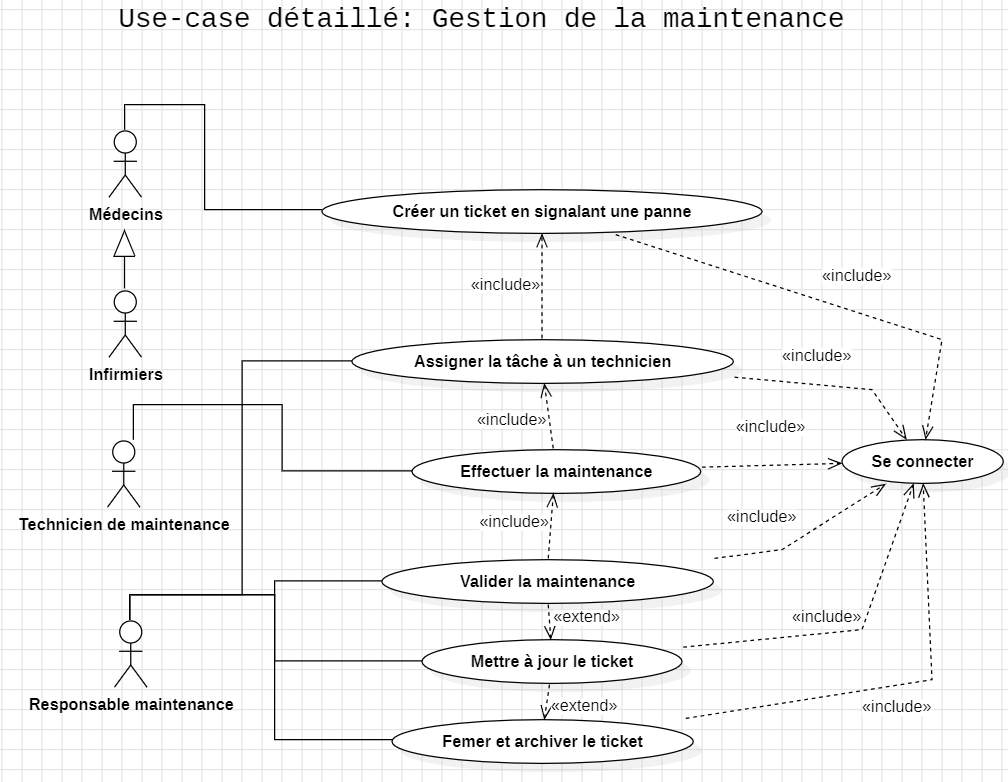 Use-case détaillé: Gestion de la maintenance
Médecins
Créer un ticket en signalant une panne
«include»
«include»
Infirmiers
Assigner la tâche à un technicien
«include»
«include»
«include»
Technicien de maintenance
Effectuer la maintenance
Se connecter
«include»
«include»
Valider la maintenance
«extend»
«include»
Responsable maintenance
Mettre à jour le ticket
«extend»
«include»
Femer et archiver le ticket